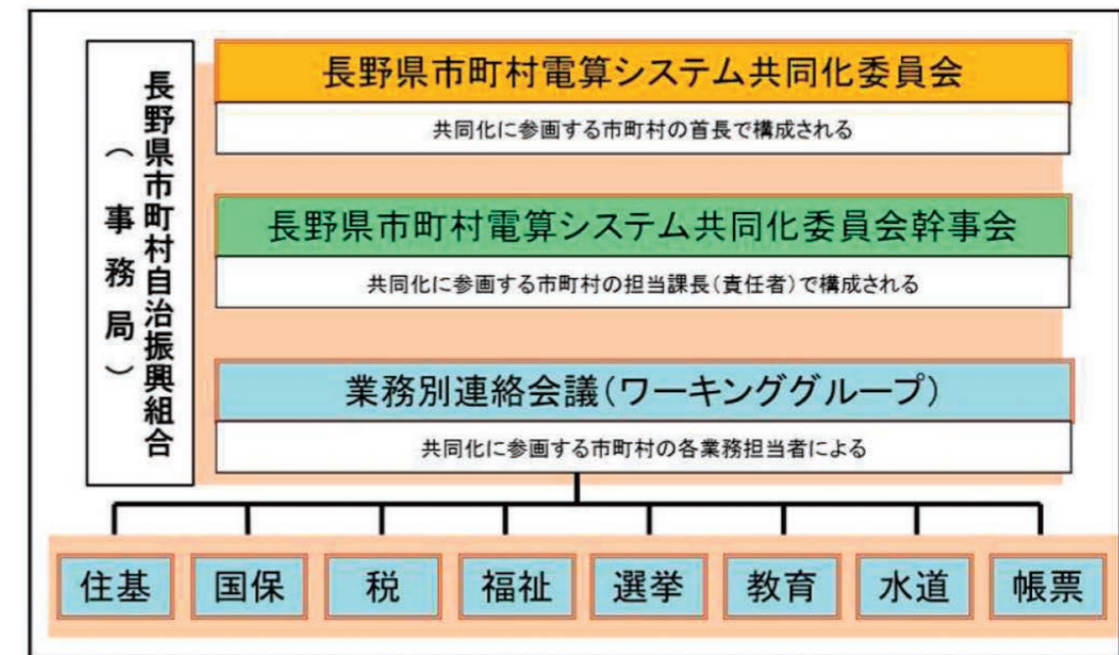 長野県市町村自治振興組合
（事務局）
長野県市町村電算システム共同化委員会
共同化に参画する市町村の首長で構成される
長野県市町村電算システム共同化委員会幹事会
共同化に参画する市町村の担当課長（責任者）で構成される
業務別連絡会議（ワーキンググループ）
共同化に参画する市町村の各業務担当者による
住基
国保
税
福祉
選挙
教育
水道
帳票